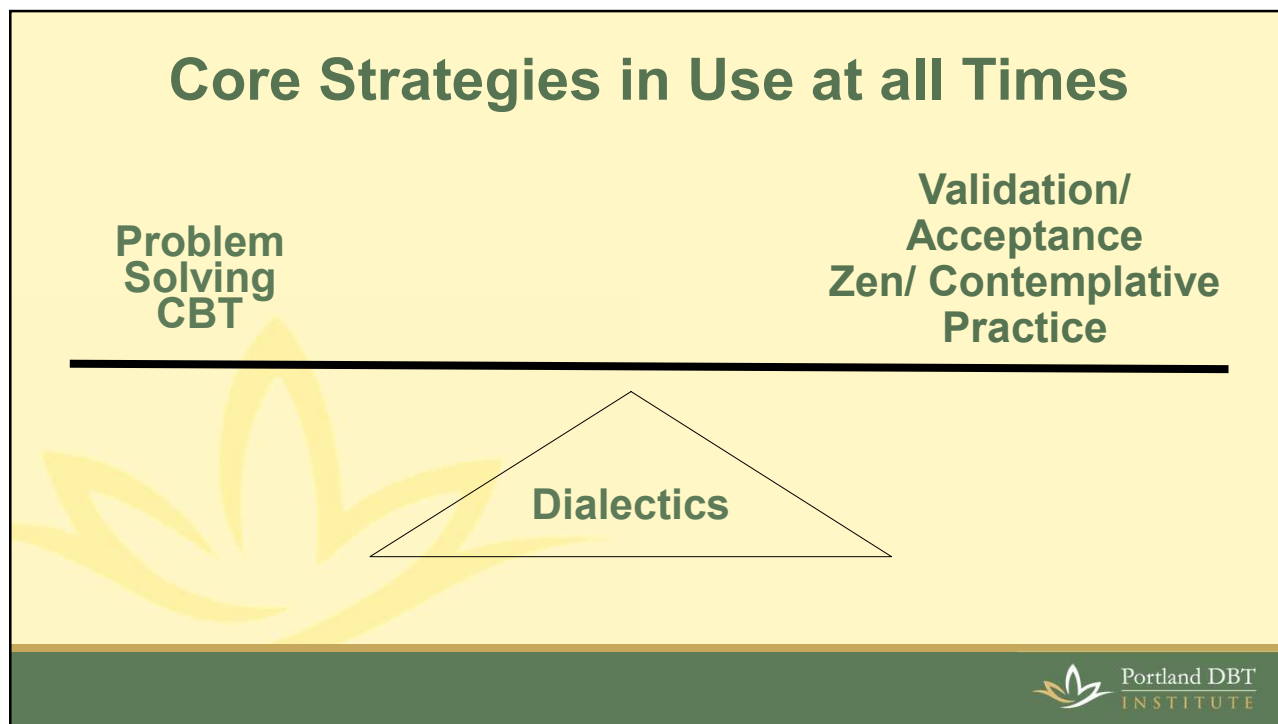 Core Strategies in Use at all Times
Problem
Solving
CBT
Validation/
Acceptance
Zen/ Contemplative
Practice
Dialectics
Portland DBT
INSTITUTE